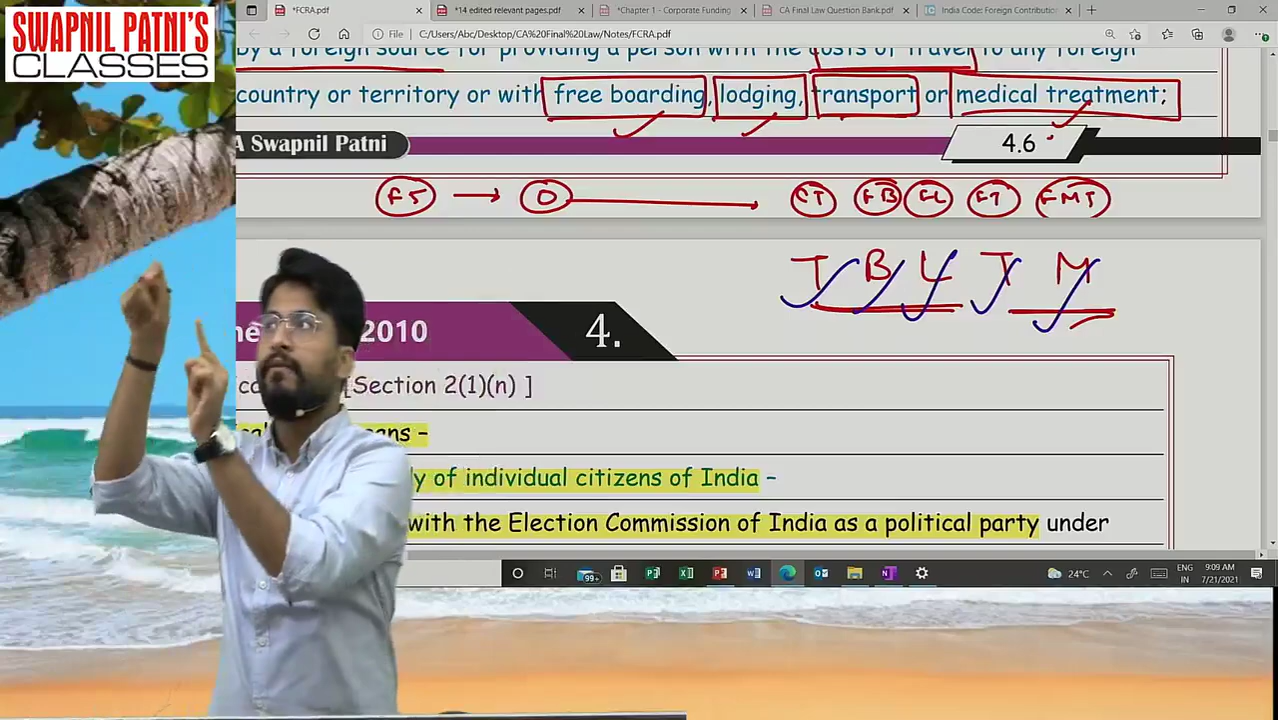 SWAPNIL PATNI'S
CLASSES
*FCRA.pdf
*14 edited relevant pages.pdf
*Chapter 1 - Corporate Funding
CA Final Law Question Bank.pdf
India Code: Foreign Contribution
File
C:/Users/Abc/Desktop/CA%20Final%20Law/Notes/FCRA.pdf
by a foreign source for providing a person with the costs of Travel to any foreign
country or territory or with free boarding, lodging, transport or medical treatment;
A Swapnil Patni
4.6
FS → O
FB FL FT FMT
T B L T M
2010
4.
[Section 2(1)(n) ]
ans –
ly of individual citizens of India –
with the Election Commission of India as a political party under
99+
24°C
ENG
IN
9:09 AM
7/21/2021